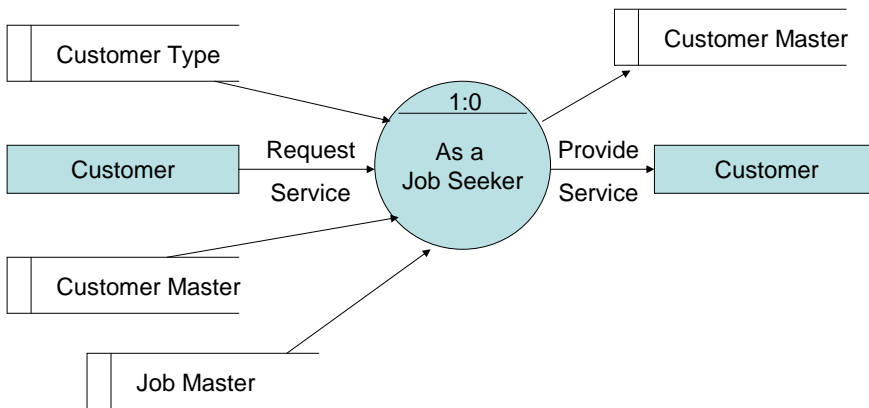 Customer Type
Customer Master
1:0
As a
Job Seeker
Customer
Request
Service
Provide
Service
Customer
Customer Master
Job Master